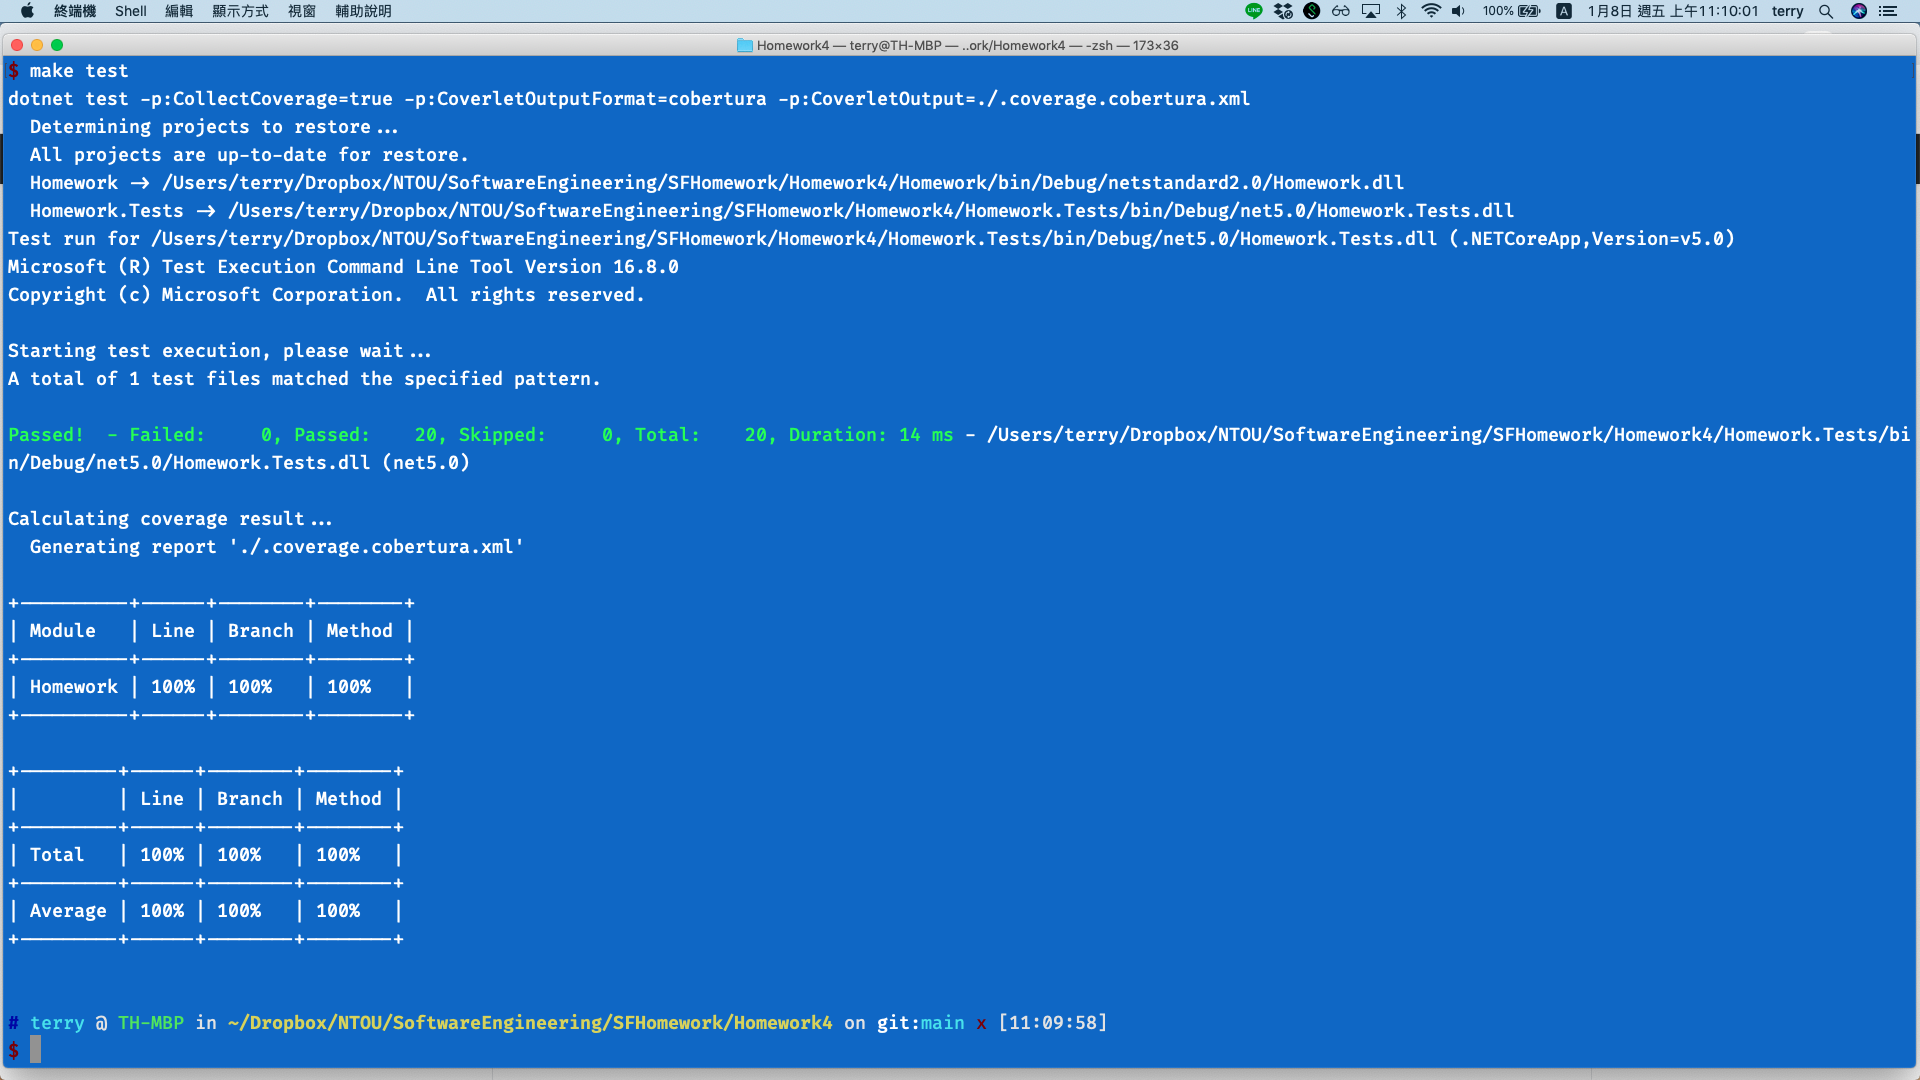 終端機 Shell 編輯 顯示方式 視窗 輔助說明 LINE S 100% A 1月8日 週五 上午11:10:01 terry
Homework4 — terry@TH-MBP — ..ork/Homework4 — -zsh — 173×36
$ make test
dotnet test -p:CollectCoverage=true -p:CoverletOutputFormat=cobertura -p:CoverletOutput=./.coverage.cobertura.xml
  Determining projects to restore...
  All projects are up-to-date for restore.
  Homework -> /Users/terry/Dropbox/NTOU/SoftwareEngineering/SFHomework/Homework4/Homework/bin/Debug/netstandard2.0/Homework.dll
  Homework.Tests -> /Users/terry/Dropbox/NTOU/SoftwareEngineering/SFHomework/Homework4/Homework.Tests/bin/Debug/net5.0/Homework.Tests.dll
Test run for /Users/terry/Dropbox/NTOU/SoftwareEngineering/SFHomework/Homework4/Homework.Tests/bin/Debug/net5.0/Homework.Tests.dll (.NETCoreApp,Version=v5.0)
Microsoft (R) Test Execution Command Line Tool Version 16.8.0
Copyright (c) Microsoft Corporation.  All rights reserved.
Starting test execution, please wait...
A total of 1 test files matched the specified pattern.
Passed!  - Failed:     0, Passed:    20, Skipped:     0, Total:    20, Duration: 14 ms - /Users/terry/Dropbox/NTOU/SoftwareEngineering/SFHomework/Homework4/Homework.Tests/bi
n/Debug/net5.0/Homework.Tests.dll (net5.0)
Calculating coverage result...
  Generating report './.coverage.cobertura.xml'
+----------+------+--------+--------+
| Module   | Line | Branch | Method |
+----------+------+--------+--------+
| Homework | 100% | 100%   | 100%   |
+----------+------+--------+--------+
+---------+------+--------+--------+
|         | Line | Branch | Method |
+---------+------+--------+--------+
| Total   | 100% | 100%   | 100%   |
+---------+------+--------+--------+
| Average | 100% | 100%   | 100%   |
+---------+------+--------+--------+
# terry @ TH-MBP in ~/Dropbox/NTOU/SoftwareEngineering/SFHomework/Homework4 on git:main x [11:09:58]
$